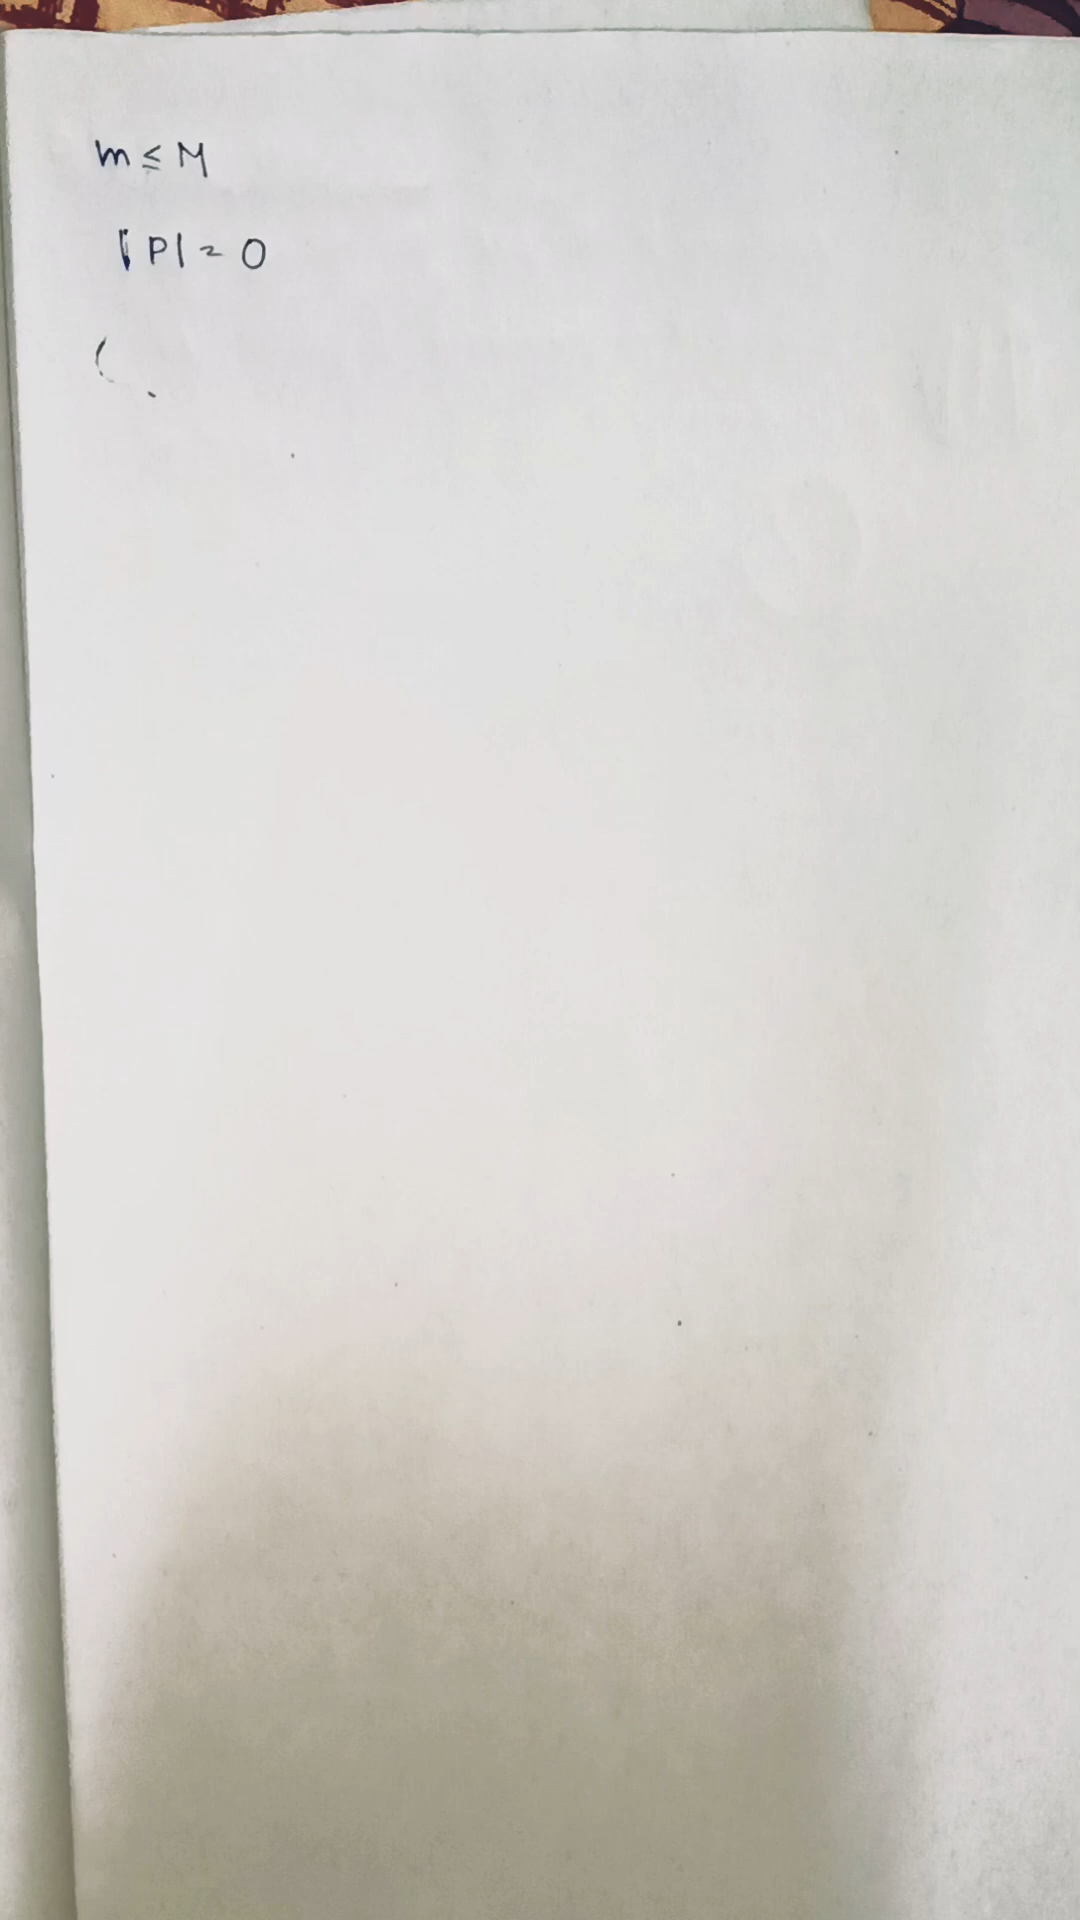 m ≤ M
|P| = 0
(